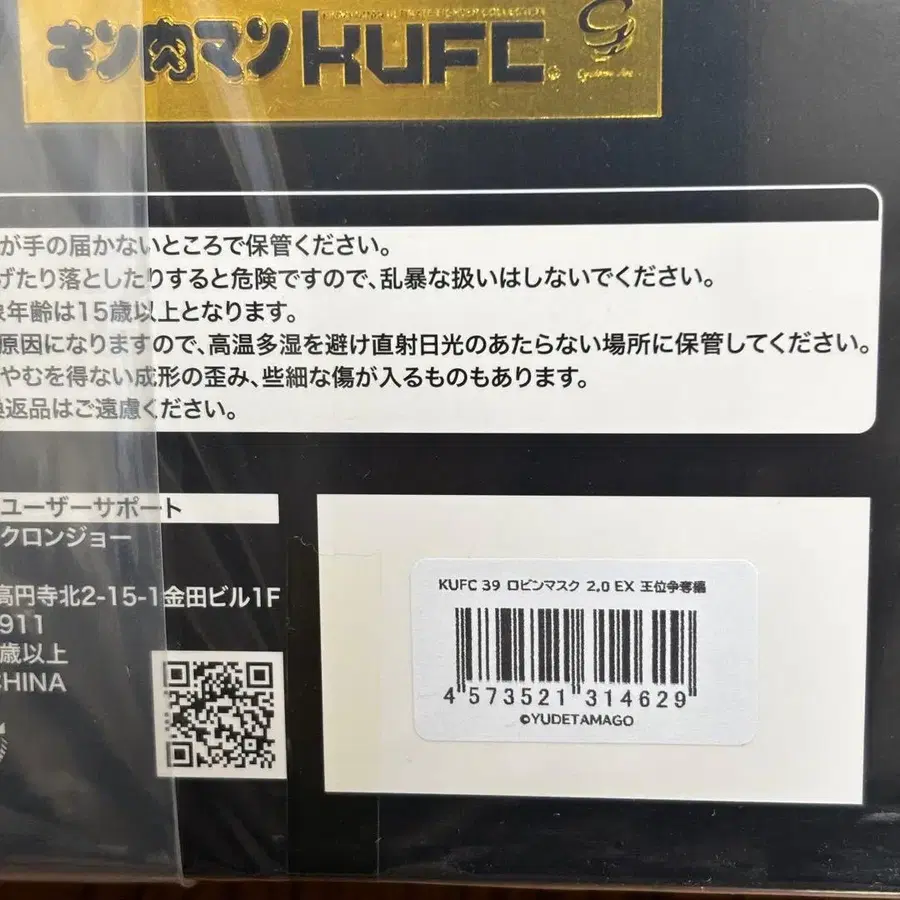 キン肉マン KUFC
Cyclone Joe
が手の届かないところで保管ください。
げたり落としたりすると危険ですので、乱暴な扱いはしないでください。
象年齢は15歳以上となります。
原因になりますので、高温多湿を避け直射日光のあたらない場所に保管してください。
やむを得ない成形の歪み、些細な傷が入るものもあります。
換返品はご遠慮ください。
ユーザーサポート
クロンジョー
高円寺北2-15-1金田ビル1F
911
歳以上
CHINA
KUFC 39 ロビンマスク 2.0 EX 王位争奪編
4 573521 314629
©YUDETAMAGO